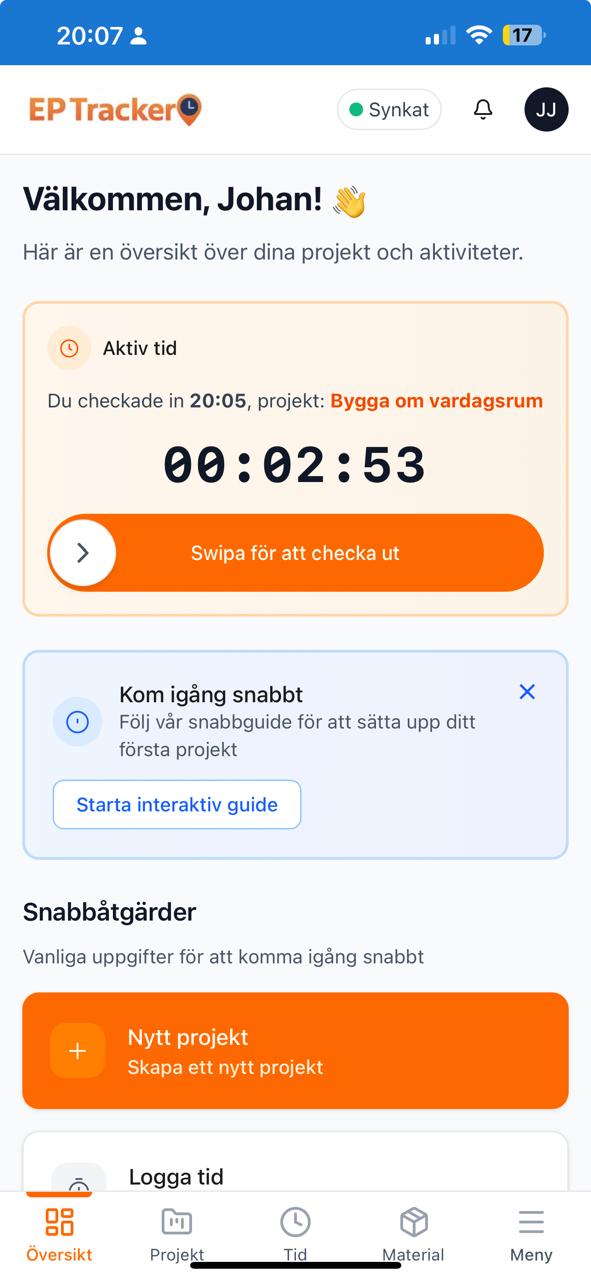 20:07
17
EP Tracker
Synkat
JJ
Välkommen, Johan! 👋
Här är en översikt över dina projekt och aktiviteter.
Aktiv tid
Du checkade in 20:05, projekt: Bygga om vardagsrum
00:02:53
Swipa för att checka ut
Kom igång snabbt
Följ vår snabbguide för att sätta upp ditt
första projekt
Starta interaktiv guide
Snabbåtgärder
Vanliga uppgifter för att komma igång snabbt
Nytt projekt
Skapa ett nytt projekt
Logga tid
Översikt
Projekt
Tid
Material
Meny